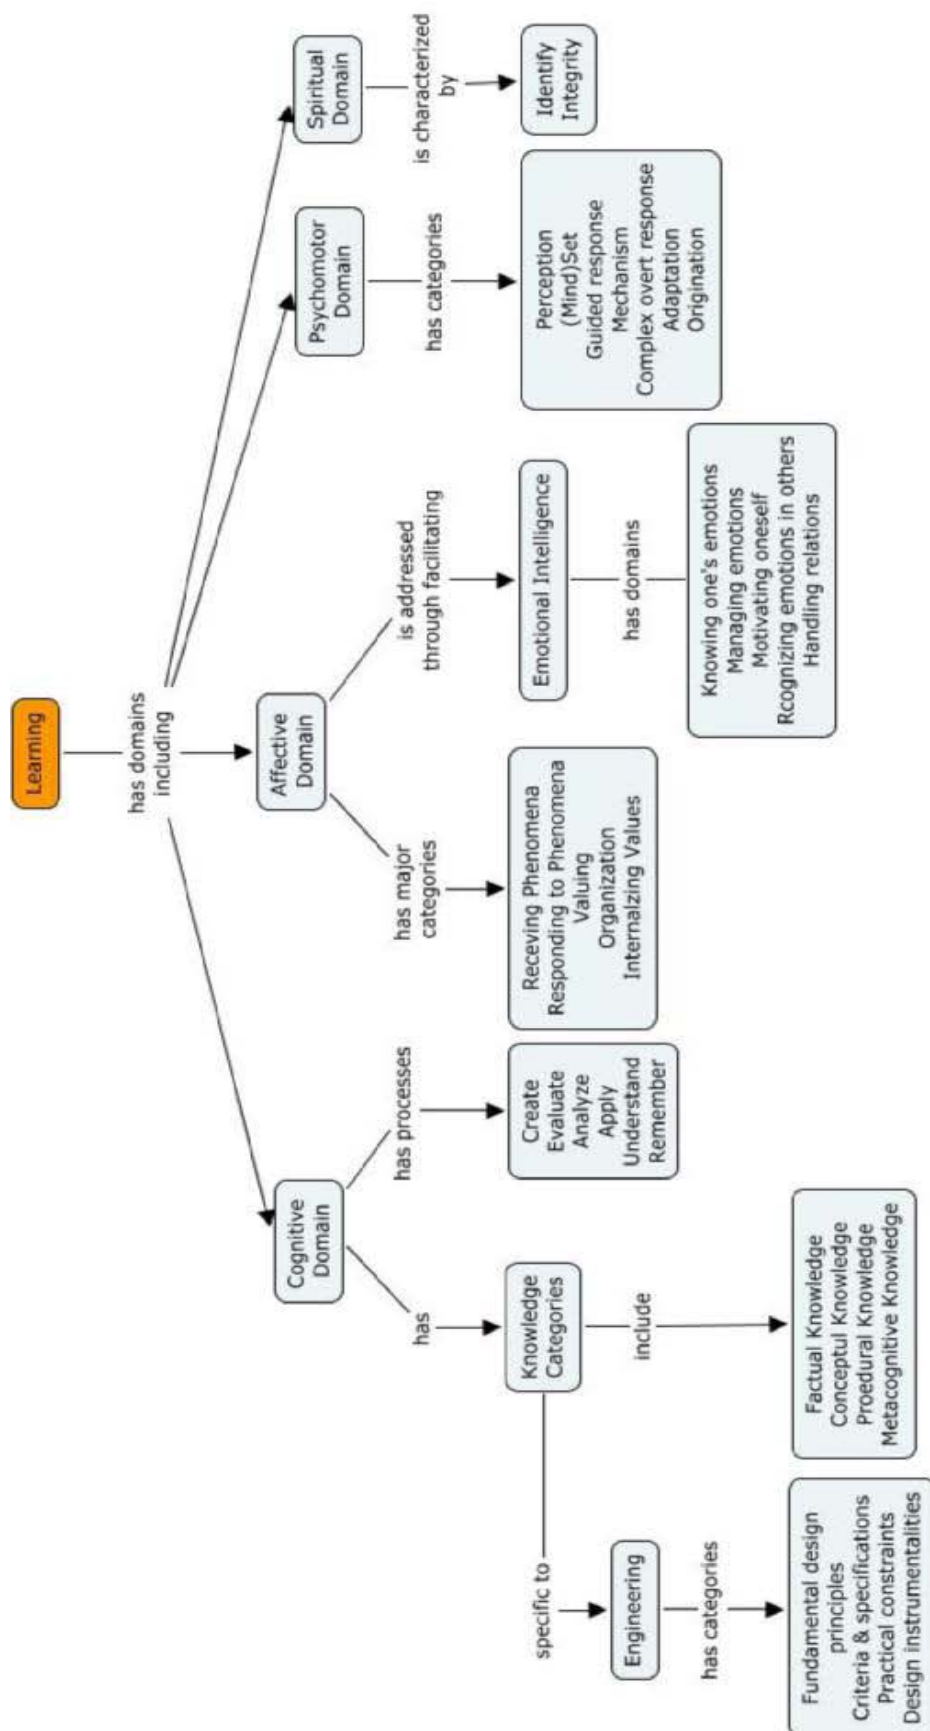 Learning
has domains
including
Cognitive
Domain
Affective
Domain
Psychomotor
Domain
Spiritual
Domain
has
has processes
has major
categories
is addressed
through facilitating
has categories
is characterized
by
Knowledge
Categories
Create
Evaluate
Analyze
Apply
Understand
Remember
Receving Phenomena
Responding to Phenomena
Valuing
Organization
Internalzing Values
Emotional Intelligence
Perception
(Mind)Set
Guided response
Mechanism
Complex overt response
Adaptation
Origination
Identify
Integrity
specific to
include
has domains
Engineering
Knowing one's emotions
Managing emotions
Motivating oneself
Rcognizing emotions in others
Handling relations
has categories
Fundamental design
principles
Criteria & specifications
Practical constraints
Design instrumentalities
Factual Knowledge
Conceptul Knowledge
Proedural Knowledge
Metacognitive Knowledge